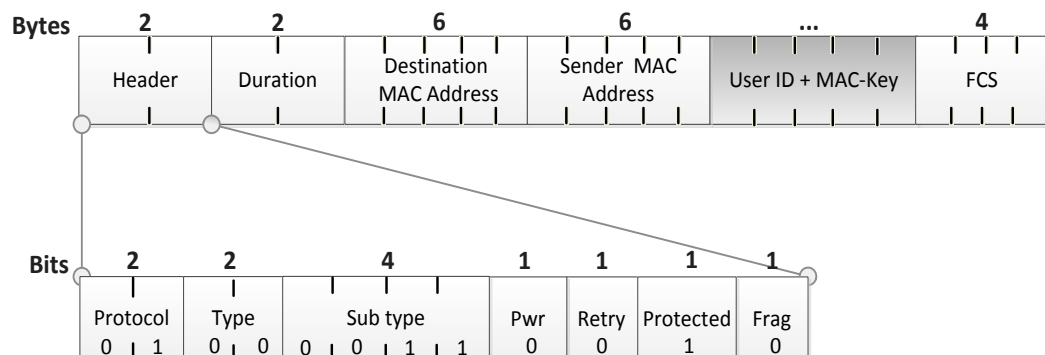 Bytes 2 2 6 6 ... 4
Header Duration Destination MAC Address Sender MAC Address User ID + MAC-Key FCS
Bits 2 2 4 1 1 1 1
Protocol Type Sub type Pwr Retry Protected Frag
0 1 0 0 0 0 1 1 0 0 1 0